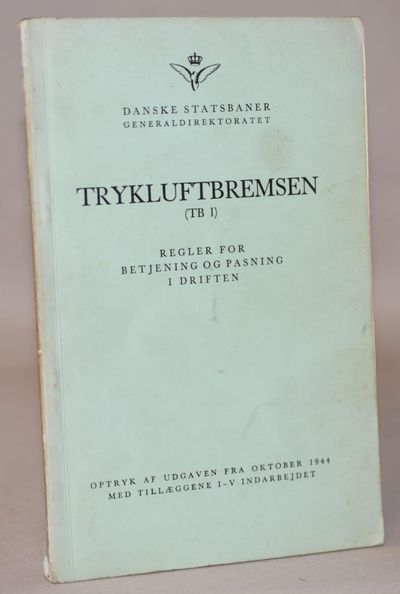 DANSKE STATSBANER
GENERALDIREKTORATET
TRYKLUFTBREMSEN
(TB 1)
REGLER FOR
BETJENING OG PASNING
I DRIFTEN
OPTRYK AF UDGAVEN FRA OKTOBER 1944
MED TILLÆGGENE I-V INDARBEJDET